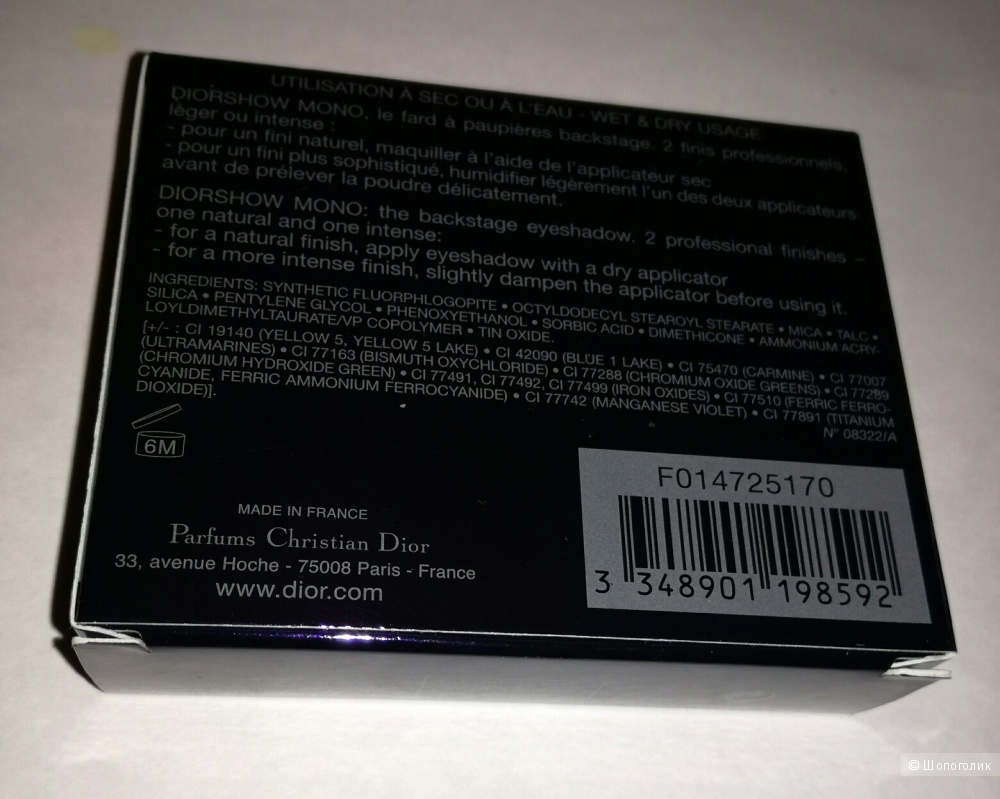 UTILISATION À SEC OU À L'EAU - WET & DRY USAGE
DIORSHOW MONO, le fard à paupières backstage. 2 finis professionnels,
léger ou intense :
- pour un fini naturel, maquiller à l'aide de l'applicateur sec
- pour un fini plus sophistiqué, humidifier légèrement l'un des deux applicateurs
avant de prélever la poudre délicatement.
DIORSHOW MONO: the backstage eyeshadow. 2 professional finishes –
one natural and one intense:
- for a natural finish, apply eyeshadow with a dry applicator
- for a more intense finish, slightly dampen the applicator before using it.
INGREDIENTS: SYNTHETIC FLUORPHLOGOPITE • OCTYLDODECYL STEAROYL STEARATE • MICA • TALC •
SILICA • PENTYLENE GLYCOL • PHENOXYETHANOL • SORBIC ACID • DIMETHICONE • AMMONIUM ACRY-
LOYLDIMETHYLTAURATE/VP COPOLYMER • TIN OXIDE.
[+/- : CI 19140 (YELLOW 5, YELLOW 5 LAKE) • CI 42090 (BLUE 1 LAKE) • CI 75470 (CARMINE) • CI 77007
(ULTRAMARINES) • CI 77163 (BISMUTH OXYCHLORIDE) • CI 77288 (CHROMIUM OXIDE GREENS) • CI 77289
(CHROMIUM HYDROXIDE GREEN) • CI 77491, CI 77492, CI 77499 (IRON OXIDES) • CI 77510 (FERRIC FERRO-
CYANIDE, FERRIC AMMONIUM FERROCYANIDE) • CI 77742 (MANGANESE VIOLET) • CI 77891 (TITANIUM
DIOXIDE)].
N° 08322/A
6M
F014725170
3 348901 198592
MADE IN FRANCE
Parfums Christian Dior
33, avenue Hoche - 75008 Paris - France
www.dior.com
© Шопоголик